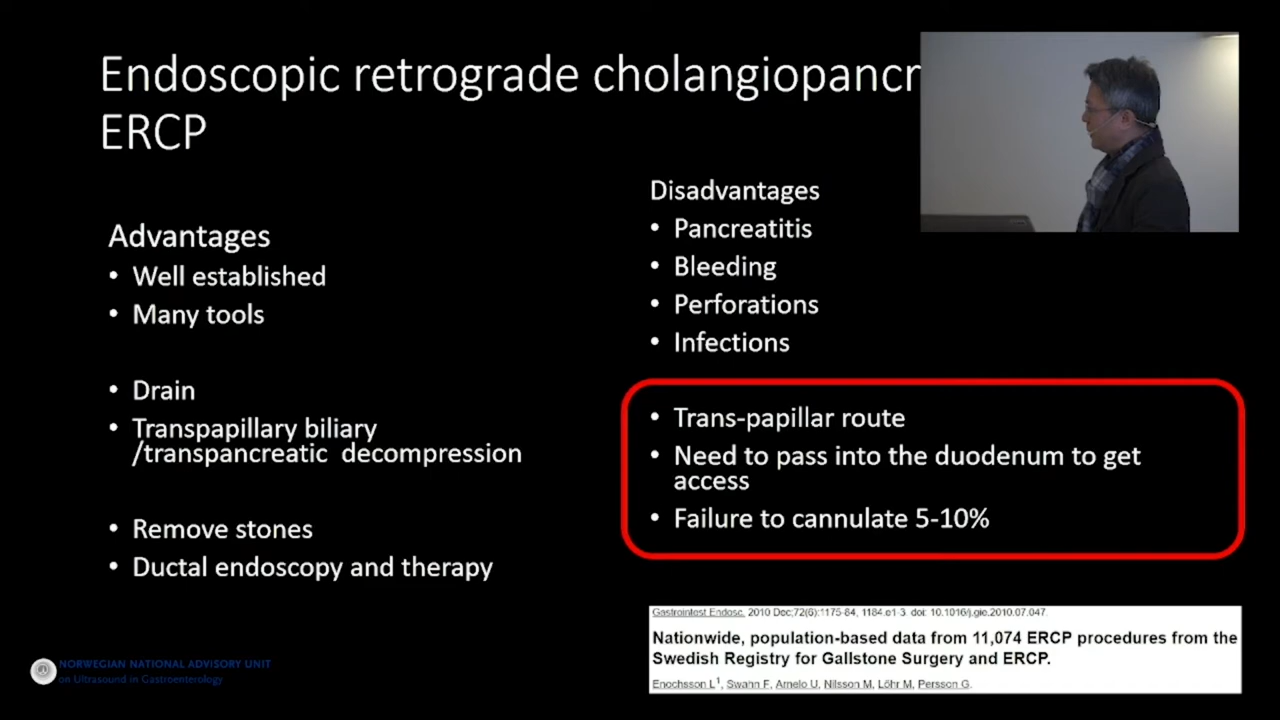 Endoscopic retrograde cholangiopancr
ERCP
Advantages
• Well established
• Many tools
• Drain
• Transpapillary biliary
/transpancreatic decompression
• Remove stones
• Ductal endoscopy and therapy
Disadvantages
• Pancreatitis
• Bleeding
• Perforations
• Infections
• Trans-papillar route
• Need to pass into the duodenum to get
access
• Failure to cannulate 5-10%
Gastrointest Endosc. 2010 Dec;72(6):1175-84, 1184.e1-3. doi: 10.1016/j.gie.2010.07.047.
Nationwide, population-based data from 11,074 ERCP procedures from the
Swedish Registry for Gallstone Surgery and ERCP.
Enochsson L1, Swahn F, Arnelo U, Nilsson M, Löhr M, Persson G.
NORWEGIAN NATIONAL ADVISORY UNIT
on Ultrasound in Gastroenterology